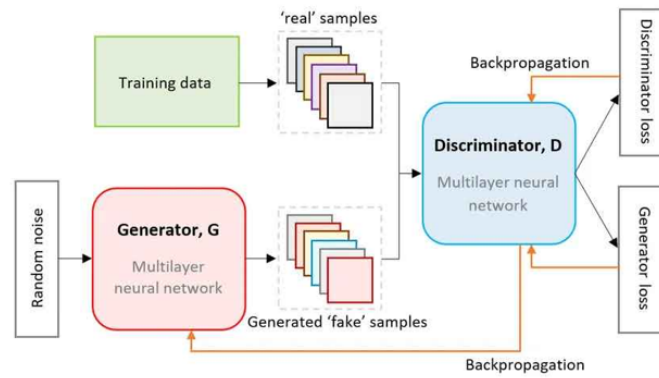 'real' samples
Training data
Backpropagation
Discriminator loss
Discriminator, D
Multilayer neural
network
Random noise
Generator, G
Multilayer
neural network
Generated 'fake' samples
Generator loss
Backpropagation